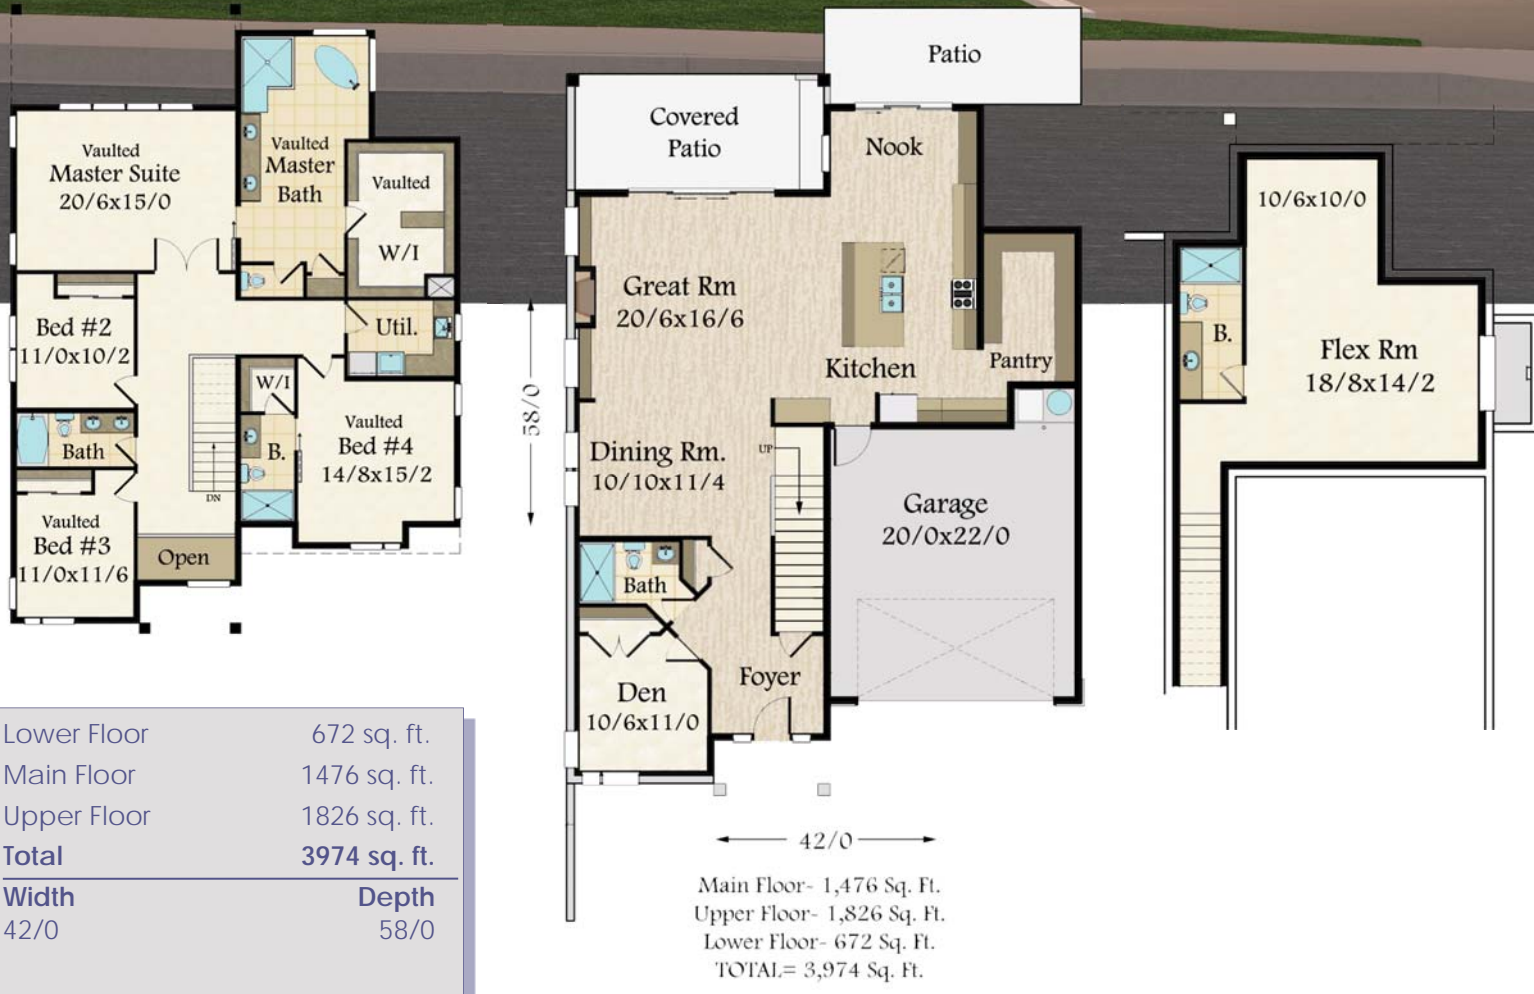 Vaulted
Master Suite
20/6x15/0
Vaulted
Master
Bath
Vaulted
W/I
Bed #2
11/0x10/2
Util.
W/I
Bath
B.
Vaulted
Bed #4
14/8x15/2
DN
Vaulted
Bed #3
11/0x11/6
Open
Patio
Covered
Patio
Nook
Great Rm
20/6x16/6
Kitchen
Pantry
58/0
Dining Rm.
10/10x11/4
UP
Garage
20/0x22/0
Bath
Den
10/6x11/0
Foyer
10/6x10/0
B.
Flex Rm
18/8x14/2
Lower Floor 672 sq. ft.
Main Floor 1476 sq. ft.
Upper Floor 1826 sq. ft.
Total 3974 sq. ft.
Width Depth
42/0 58/0
42/0
Main Floor- 1,476 Sq. Ft.
Upper Floor- 1,826 Sq. Ft.
Lower Floor- 672 Sq. Ft.
TOTAL= 3,974 Sq. Ft.